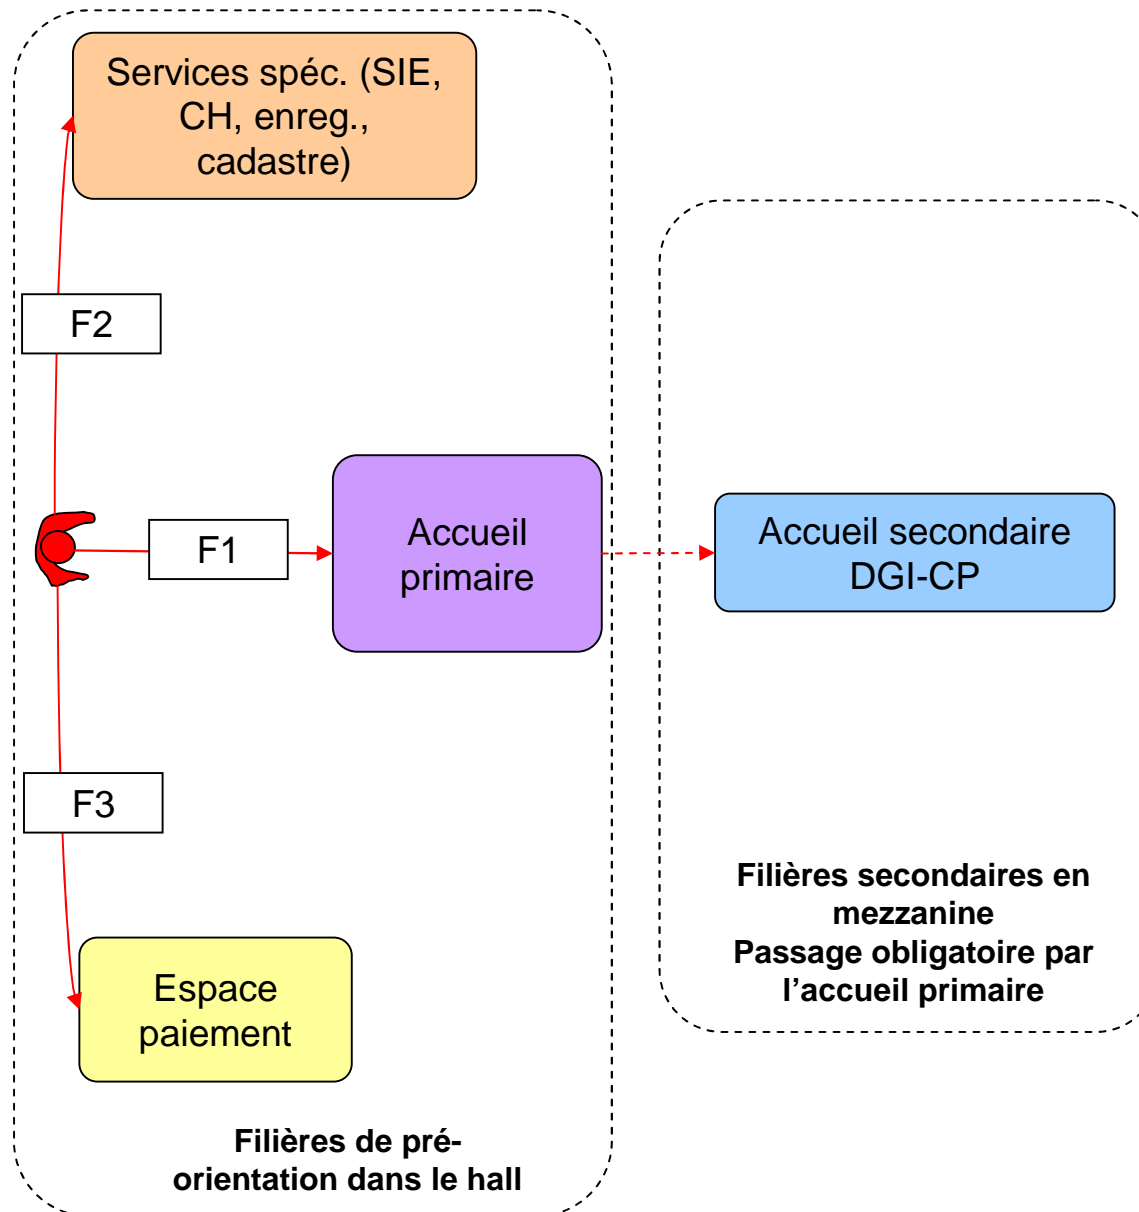 Services spéc. (SIE,
CH, enreg.,
cadastre)
F2
F1
Accueil
primaire
Accueil secondaire
DGI-CP
F3
Filières secondaires en
mezzanine
Passage obligatoire par
l’accueil primaire
Espace
paiement
Filières de pré-
orientation dans le hall